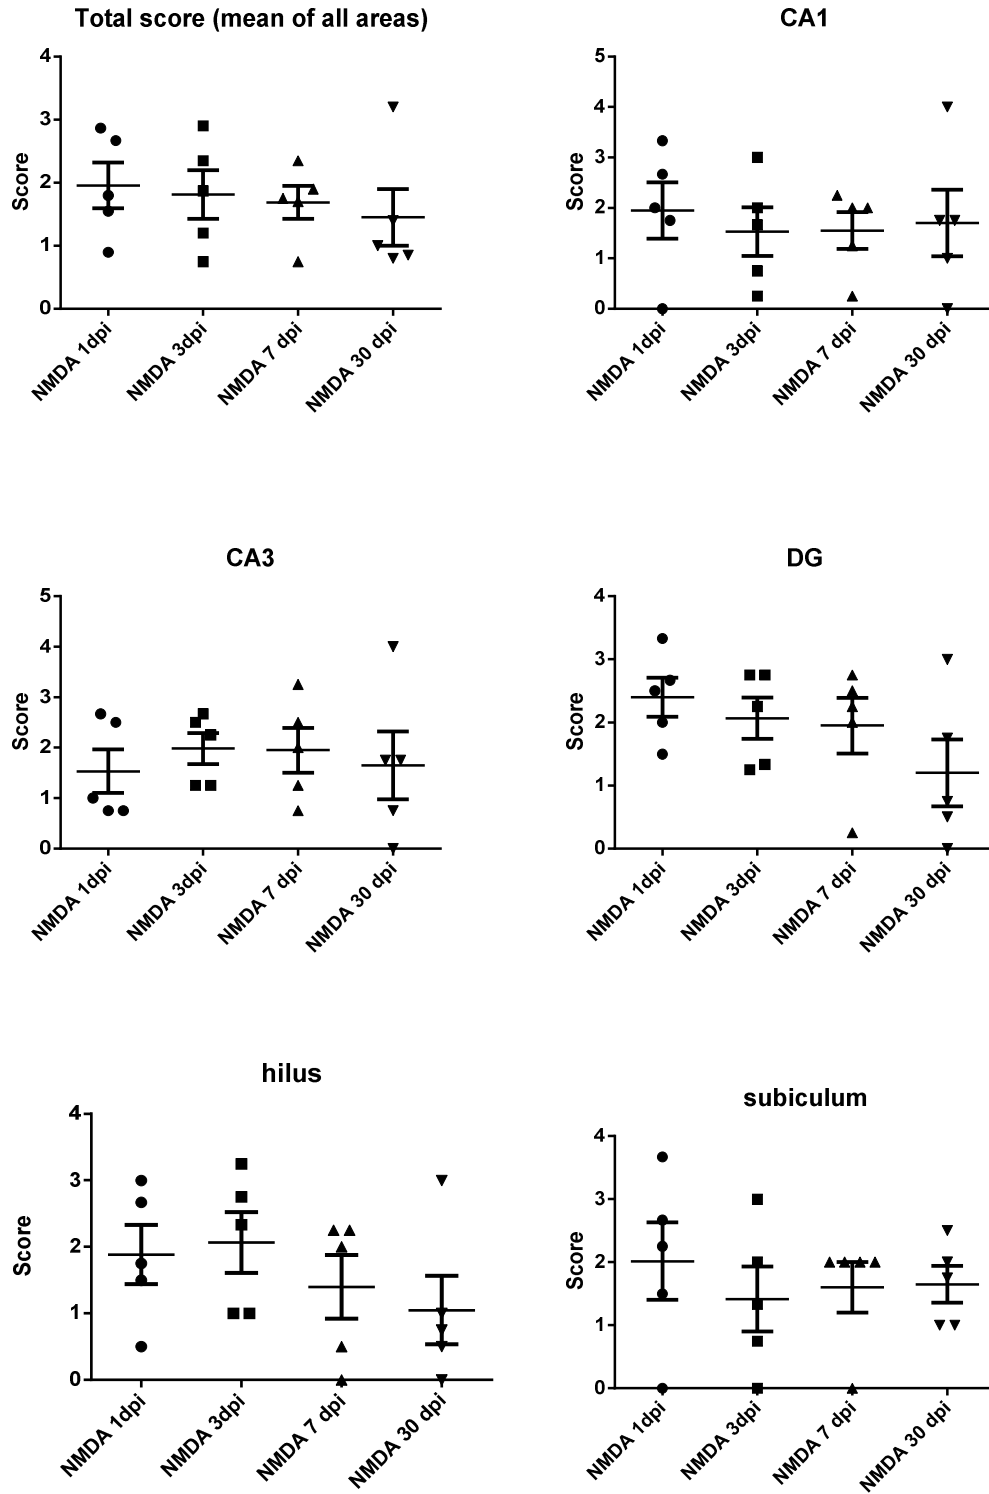 Total score (mean of all areas)
4
3
2
1
0
Score
NMDA 1dpi
NMDA 3dpi
NMDA 7 dpi
NMDA 30 dpi
CA1
5
4
3
2
1
0
Score
NMDA 1dpi
NMDA 3dpi
NMDA 7 dpi
NMDA 30 dpi
CA3
5
4
3
2
1
0
Score
NMDA 1dpi
NMDA 3dpi
NMDA 7 dpi
NMDA 30 dpi
DG
4
3
2
1
0
Score
NMDA 1dpi
NMDA 3dpi
NMDA 7 dpi
NMDA 30 dpi
hilus
4
3
2
1
0
Score
NMDA 1dpi
NMDA 3dpi
NMDA 7 dpi
NMDA 30 dpi
subiculum
4
3
2
1
0
Score
NMDA 1dpi
NMDA 3dpi
NMDA 7 dpi
NMDA 30 dpi